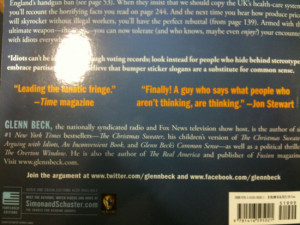 England's handgun ban (see page 53). When they insist that we should copy the UK's health-care system
you'll recount the horrifying facts you read on page 244. And the next time you hear how produce prices
will skyrocket without illegal workers, you'll have the perfect rebuttal (from page 139). Armed with the
ultimate weapon— you can now tolerate (and who knows, maybe even enjoy?) your encounters
with idiots everywhere
"Idiots can't be through voting records; look instead for people who hide behind stereotypes,
embrace partisan believe that bumper sticker slogans are a substitute for common sense.
"Leading the lunatic fringe."
—Time magazine
"Finally! A guy who says what people who
aren't thinking, are thinking." —Jon Stewart
GLENN BECK, the nationally syndicated radio and Fox News television show host, is the author of
#1 New York Times bestsellers—The Christmas Sweater, his children's version of The Christmas Sweater,
Arguing with Idiots, An Inconvenient Book, and Glenn Beck's Common Sense—as well as a political thriller,
The Overton Window. He is also the author of The Real America and publisher of Fusion magazine.
Visit www.glennbeck.com.
Join the argument at www.twitter.com/glennbeck and www.facebook.com/glennbeck
SimonandSchuster.com